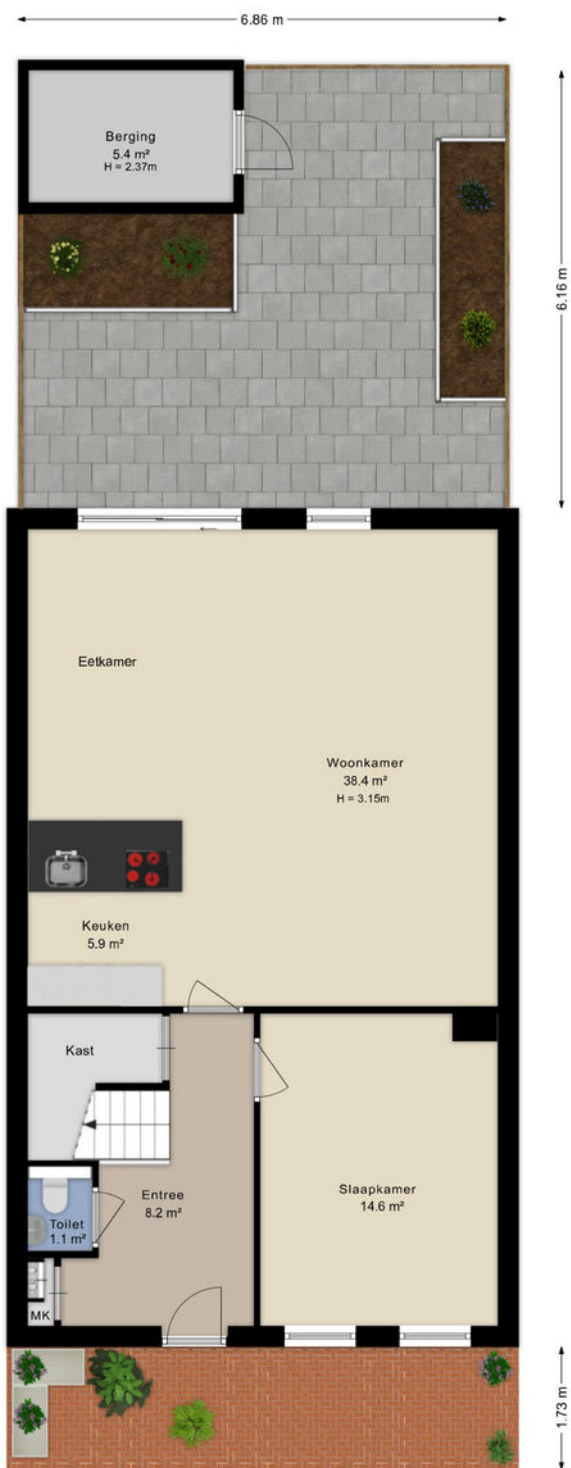 6.86 m
Berging
5.4 m²
H = 2.37m
6.16 m
Eetkamer
Woonkamer
38.4 m²
H = 3.15m
Keuken
5.9 m²
Kast
Entree
8.2 m²
Slaapkamer
14.6 m²
Toilet
1.1 m²
MK
1.73 m